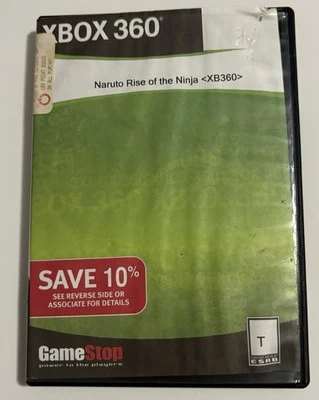 XBOX 360
Naruto Rise of the Ninja <XB360>
SAVE 10%
SEE REVERSE SIDE OR
ASSOCIATE FOR DETAILS
GameStop
power to the players
T
ESRB